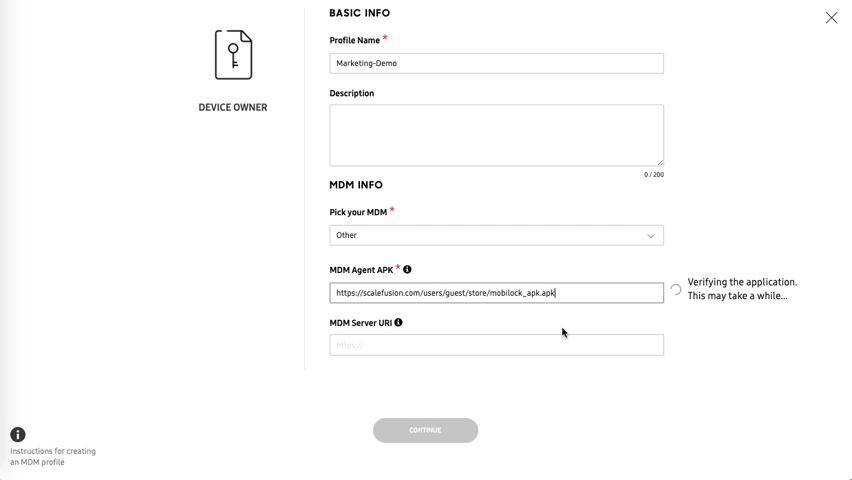 BASIC INFO
Profile Name *
Marketing-Demo
DEVICE OWNER
Description
0 / 200
MDM INFO
Pick your MDM *
Other
MDM Agent APK *
https://scalefusion.com/users/guest/store/mobilock_apk.apk
Verifying the application.
This may take a while...
MDM Server URI
https://
CONTINUE
Instructions for creating
an MDM profile